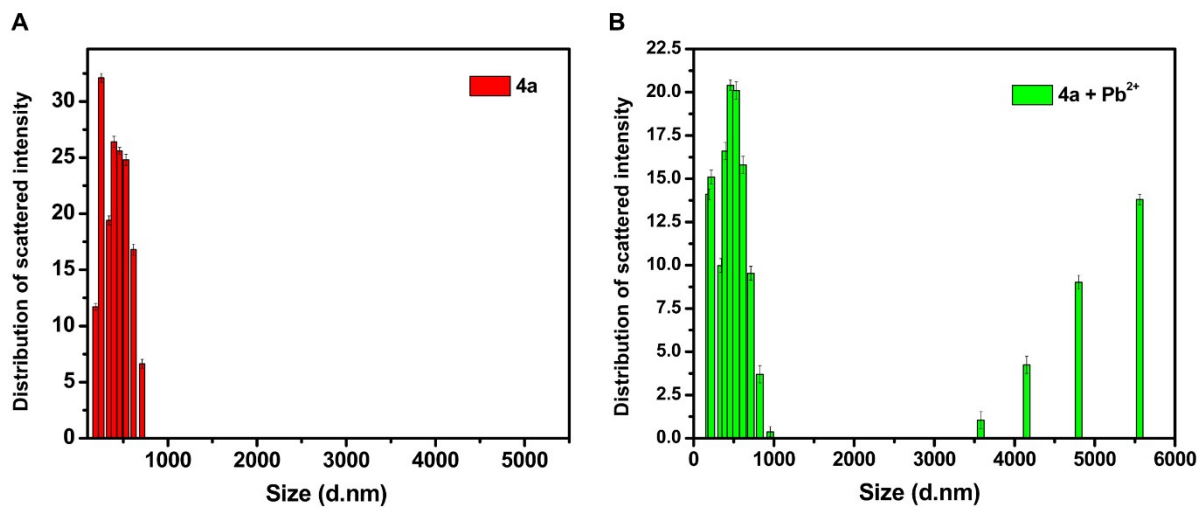 A
B
Distribution of scattered intensity
30
25
20
15
10
5
0
4a
1000 2000 3000 4000 5000
Size (d.nm)
Distribution of scattered intensity
22.5
20.0
17.5
15.0
12.5
10.0
7.5
5.0
2.5
0.0
4a + Pb²⁺
0 1000 2000 3000 4000 5000 6000
Size (d.nm)